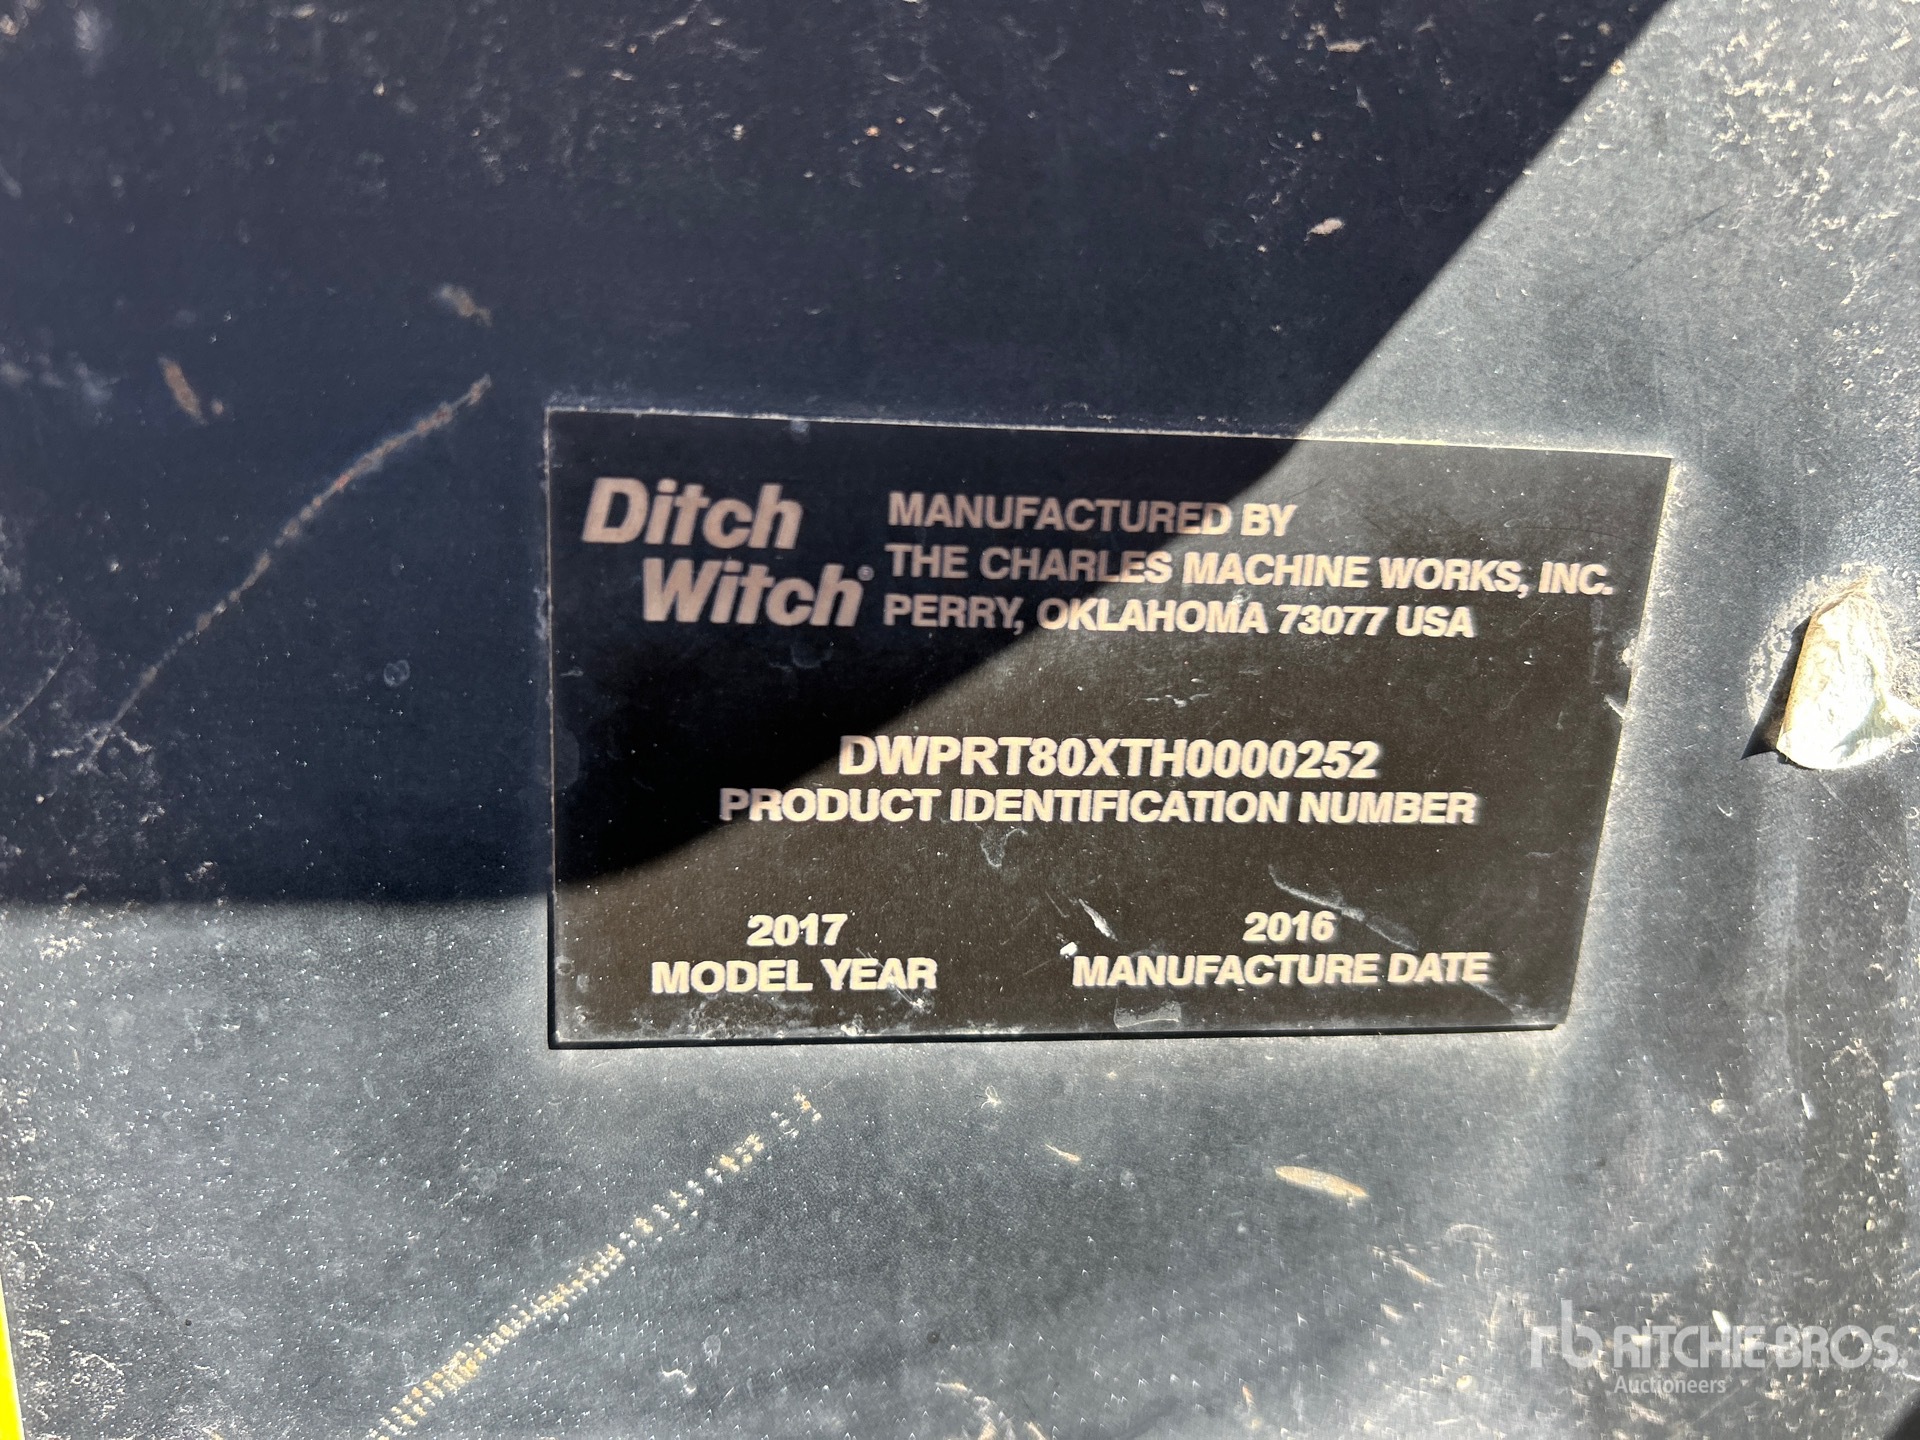 Ditch
Witch®
MANUFACTURED BY
THE CHARLES MACHINE WORKS, INC.
PERRY, OKLAHOMA 73077 USA
DWPRT80XTH0000252
PRODUCT IDENTIFICATION NUMBER
2017
MODEL YEAR
2016
MANUFACTURE DATE
rb RITCHIE BROS.
Auctioneers